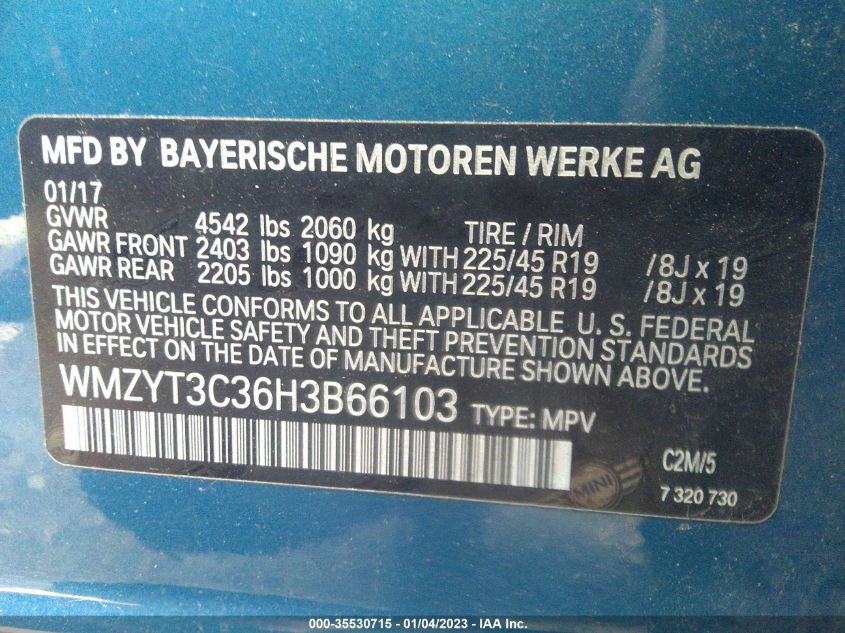 MFD BY BAYERISCHE MOTOREN WERKE AG
01/17
GVWR 4542 lbs 2060 kg TIRE / RIM
GAWR FRONT 2403 lbs 1090 kg WITH 225/45 R19 /8J x 19
GAWR REAR 2205 lbs 1000 kg WITH 225/45 R19 /8J x 19
THIS VEHICLE CONFORMS TO ALL APPLICABLE U. S. FEDERAL
MOTOR VEHICLE SAFETY AND THEFT PREVENTION STANDARDS
IN EFFECT ON THE DATE OF MANUFACTURE SHOWN ABOVE.
WMZYT3C36H3B66103 TYPE: MPV
C2M/5
MINI
7 320 730
000-35530715 - 01/04/2023 - IAA Inc.